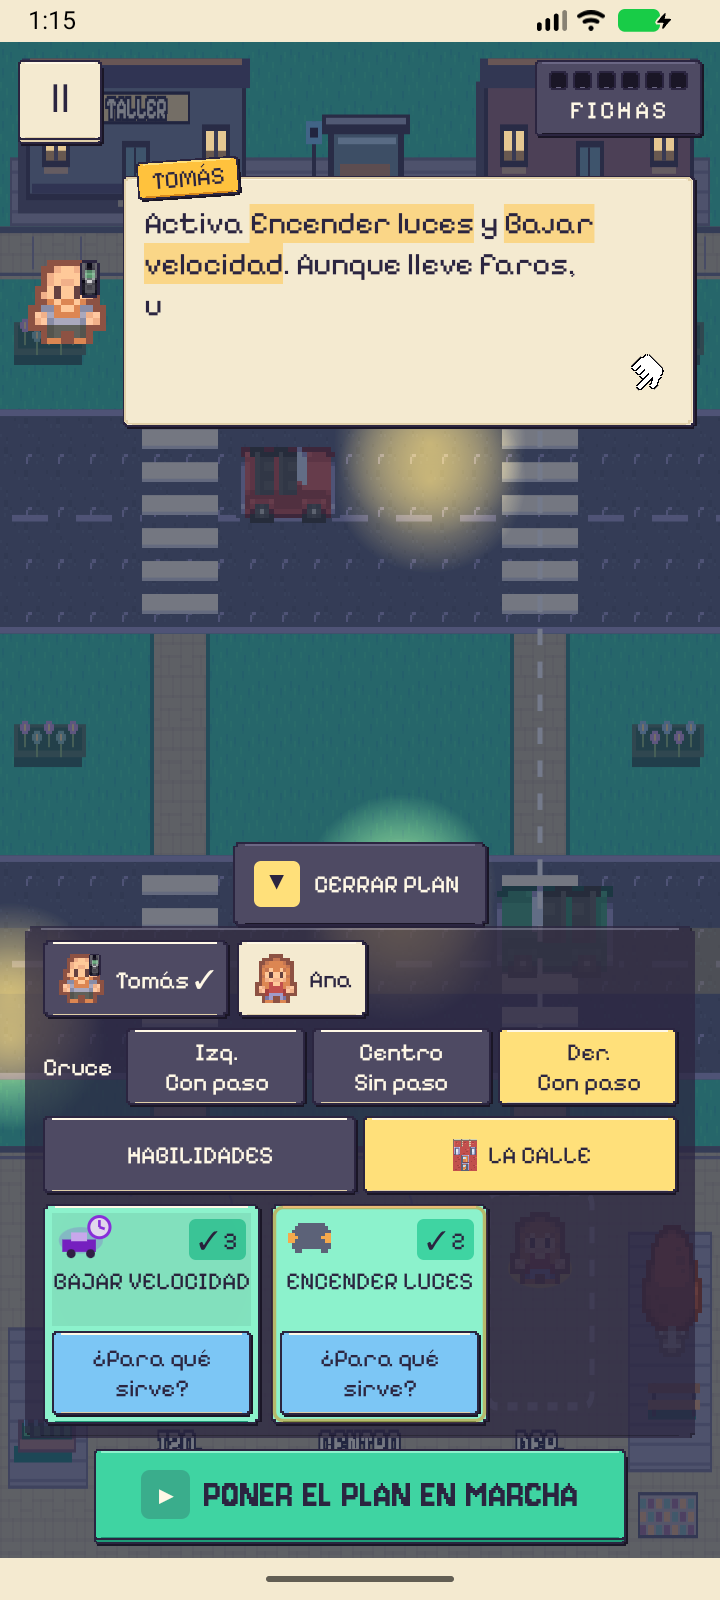 1:15
TALLER
FICHAS
TOMÁS
Activa Encender luces y Bajar
velocidad. Aunque lleve faros,
u
CERRAR PLAN
Tomás ✓
Ana
Cruce
Izq.
Con paso
Centro
Sin paso
Der.
Con paso
HABILIDADES
LA CALLE
✓ 3
BAJAR VELOCIDAD
¿Para qué
sirve?
✓ 2
ENCENDER LUCES
¿Para qué
sirve?
PONER EL PLAN EN MARCHA